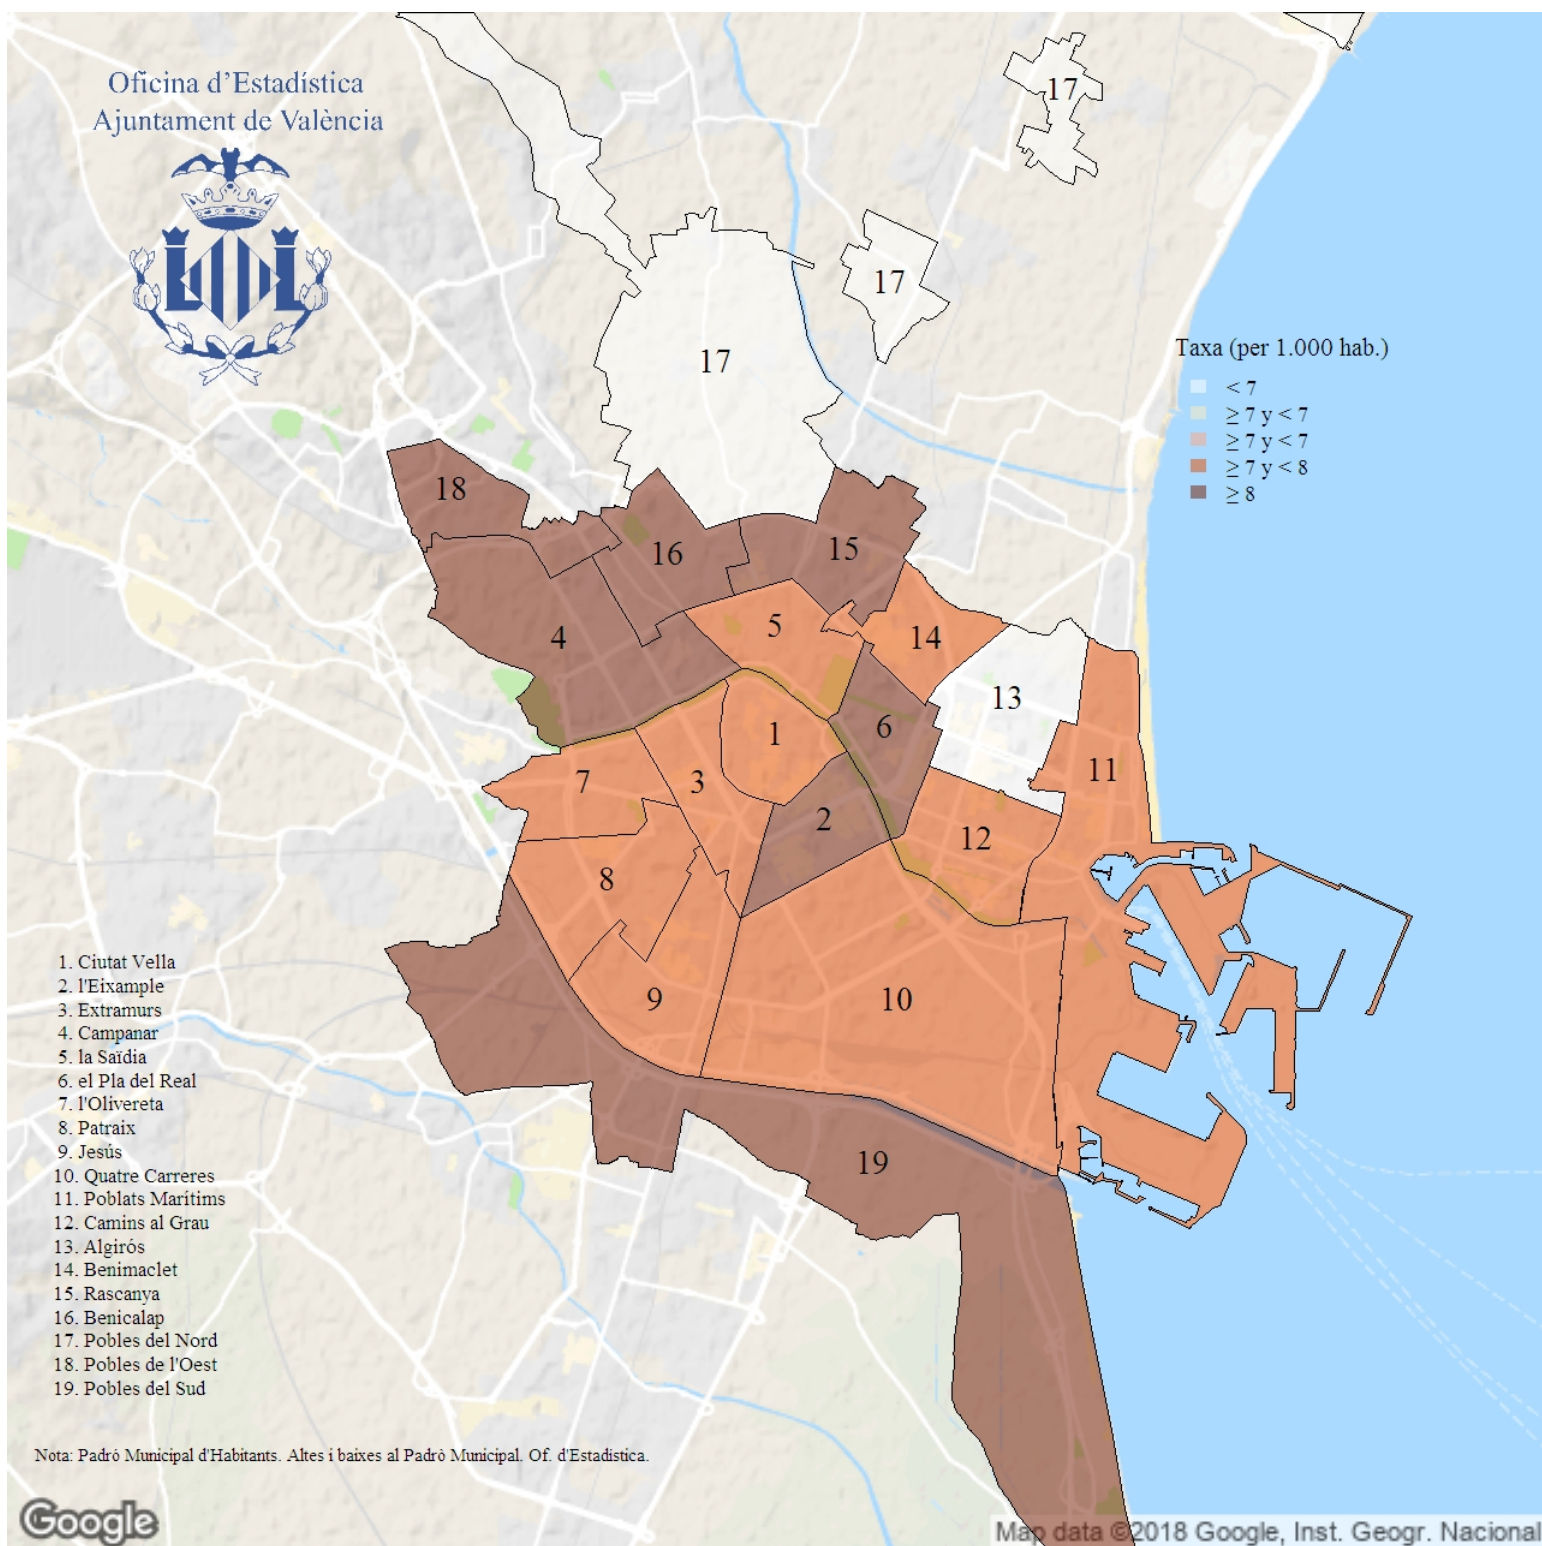 Oficina d'Estadística
Ajuntament de València
17
17
17
Taxa (per 1.000 hab.)
< 7
≥ 7 y < 7
≥ 7 y < 7
≥ 7 y < 8
≥ 8
18
16
15
4
5
14
13
6
1
11
7
3
2
12
8
9
10
19
1. Ciutat Vella
2. l'Eixample
3. Extramurs
4. Campanar
5. la Saïdia
6. el Pla del Real
7. l'Olivereta
8. Patraix
9. Jesús
10. Quatre Carreres
11. Poblats Marítims
12. Camins al Grau
13. Algirós
14. Benimaclet
15. Rascanya
16. Benicalap
17. Pobles del Nord
18. Pobles de l'Oest
19. Pobles del Sud
Nota: Padró Municipal d'Habitants. Altes i baixes al Padró Municipal. Of. d'Estadística.
Google
Map data ©2018 Google, Inst. Geogr. Nacional